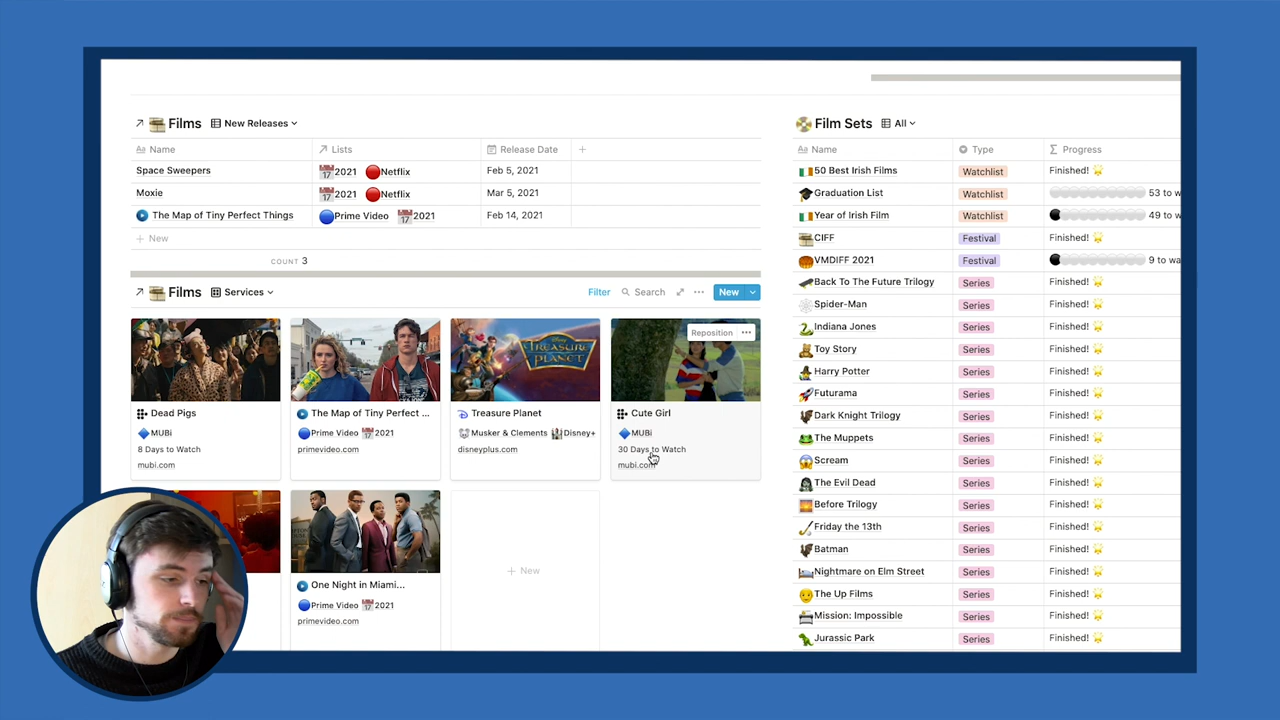 Films New Releases
Name Lists Release Date
Space Sweepers 2021 Netflix Feb 5, 2021
Moxie 2021 Netflix Mar 5, 2021
The Map of Tiny Perfect Things Prime Video 2021 Feb 14, 2021
+ New
COUNT 3
Films Services Filter Search New
Reposition
TREASURE PLANET
Dead Pigs
MUBi
8 Days to Watch
mubi.com
The Map of Tiny Perfect ...
Prime Video 2021
primevideo.com
Treasure Planet
Musker & Clements Disney+
disneyplus.com
Cute Girl
MUBi
30 Days to Watch
mubi.com
One Night in Miami...
Prime Video 2021
primevideo.com
+ New
Film Sets All
Name Type Progress
50 Best Irish Films Watchlist Finished!
Graduation List Watchlist 53 to w
Year of Irish Film Watchlist 49 to w
CIFF Festival Finished!
VMDIFF 2021 Festival 9 to wa
Back To The Future Trilogy Series Finished!
Spider-Man Series Finished!
Indiana Jones Series Finished!
Toy Story Series Finished!
Harry Potter Series Finished!
Futurama Series Finished!
Dark Knight Trilogy Series Finished!
The Muppets Series Finished!
Scream Series Finished!
The Evil Dead Series Finished!
Before Trilogy Series Finished!
Friday the 13th Series Finished!
Batman Series Finished!
Nightmare on Elm Street Series Finished!
The Up Films Series Finished!
Mission: Impossible Series Finished!
Jurassic Park Series Finished!